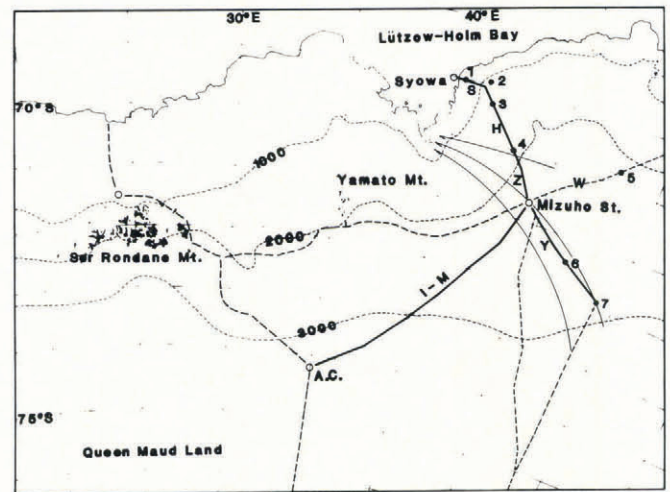 30°E
40°E
Lützow-Holm Bay
1
Syowa
S
2
3
70°S
H
4
1000
Z
Yamato Mt.
W
5
Mizuho St.
2000
Sør Rondane Mt.
Y
6
I-M
7
3000
A.C.
75°S
Queen Maud Land